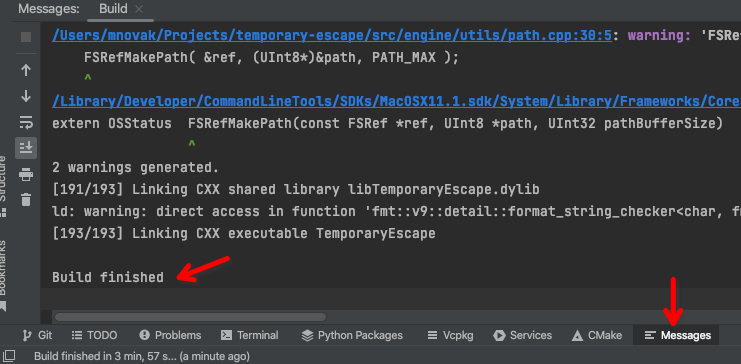 Messages: Build ×
/Users/mnovak/Projects/temporary-escape/src/engine/utils/path.cpp:30:5: warning: 'FSRe
FSRefMakePath( &ref, (UInt8*)&path, PATH_MAX );
^
/Library/Developer/CommandLineTools/SDKs/MacOSX11.1.sdk/System/Library/Frameworks/Core
extern OSStatus  FSRefMakePath(const FSRef *ref, UInt8 *path, UInt32 pathBufferSize)
^
2 warnings generated.
[191/193] Linking CXX shared library libTemporaryEscape.dylib
ld: warning: direct access in function 'fmt::v9::detail::format_string_checker<char, f
[193/193] Linking CXX executable TemporaryEscape
Build finished
Structure
Bookmarks
Git TODO Problems Terminal Python Packages Vcpkg Services CMake Messages
Build finished in 3 min, 57 s... (a minute ago)